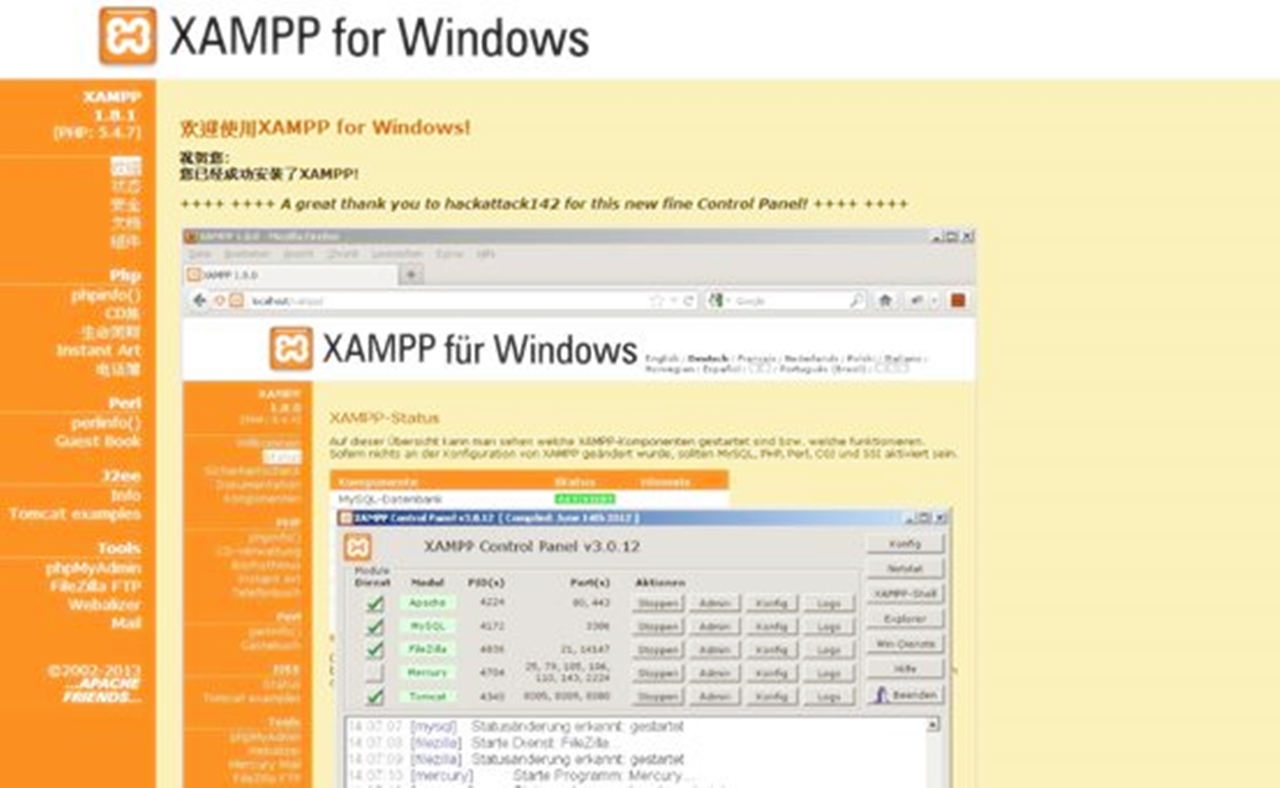 XAMPP for Windows
XAMPP
1.8.1
[PHP: 5.4.7]
欢迎
状态
安全
文档
组件
Php
phpinfo()
CD集
生命周期
Instant Art
电话簿
Perl
perlinfo()
Guest Book
J2ee
Info
Tomcat examples
Tools
phpMyAdmin
FileZilla FTP
Webalizer
Mail
©2002-2013
...APACHE
FRIENDS...
欢迎使用XAMPP for Windows!
祝贺您:
您已经成功安装了XAMPP!
++++ ++++ A great thank you to hackattack142 for this new fine Control Panel! ++++ ++++
XAMPP 1.8.0 - Mozilla Firefox
XAMPP 1.8.0
localhost/xampp/
Google
XAMPP für Windows
English / Deutsch / Français / Nederlands / Polski / Italiano /
Norwegian / Español / / Português (Brasil) /
XAMPP
1.8.0
Willkommen
Status
Sicherheitscheck
Dokumentation
Komponenten
PHP
phpinfo()
CD-Verwaltung
Biorhythmus
Instant Art
Telefonbuch
Perl
perlinfo()
Gästebuch
J2EE
Status
Tomcat examples
Tools
phpMyAdmin
Webalizer
Mercury Mail
FileZilla FTP
XAMPP-Status
Auf dieser Übersicht kann man sehen welche XAMPP-Komponenten gestartet sind bzw. welche funktionieren.
Sofern nichts an der Konfiguration von XAMPP geändert wurde, sollten MySQL, PHP, Perl, CGI und SSI aktiviert sein.
Komponente Status Hinweis
MySQL-Datenbank AKTIVIERT
XAMPP Control Panel v3.0.12 [ Compiled: June 14th 2012 ]
XAMPP Control Panel v3.0.12
Module
Dienst Modul PID(s) Port(s) Aktionen
Apache 4224 80, 443 Stoppen Admin Konfig Logs
MySQL 4172 3306 Stoppen Admin Konfig Logs
FileZilla 4836 21, 14147 Stoppen Admin Konfig Logs
Mercury 4704 25, 79, 105, 106, 110, 143, 2224 Stoppen Admin Konfig Logs
Tomcat 4340 8005, 8009, 8080 Stoppen Admin Konfig Logs
Konfig
Netstat
XAMPP-Shell
Explorer
Win-Dienste
Hilfe
Beenden
14:07:07 [mysql] Statusänderung erkannt: gestartet
14:07:08 [filezilla] Starte Dienst: FileZilla...
14:07:09 [filezilla] Statusänderung erkannt: gestartet
14:07:10 [mercury] Starte Programm: Mercury...